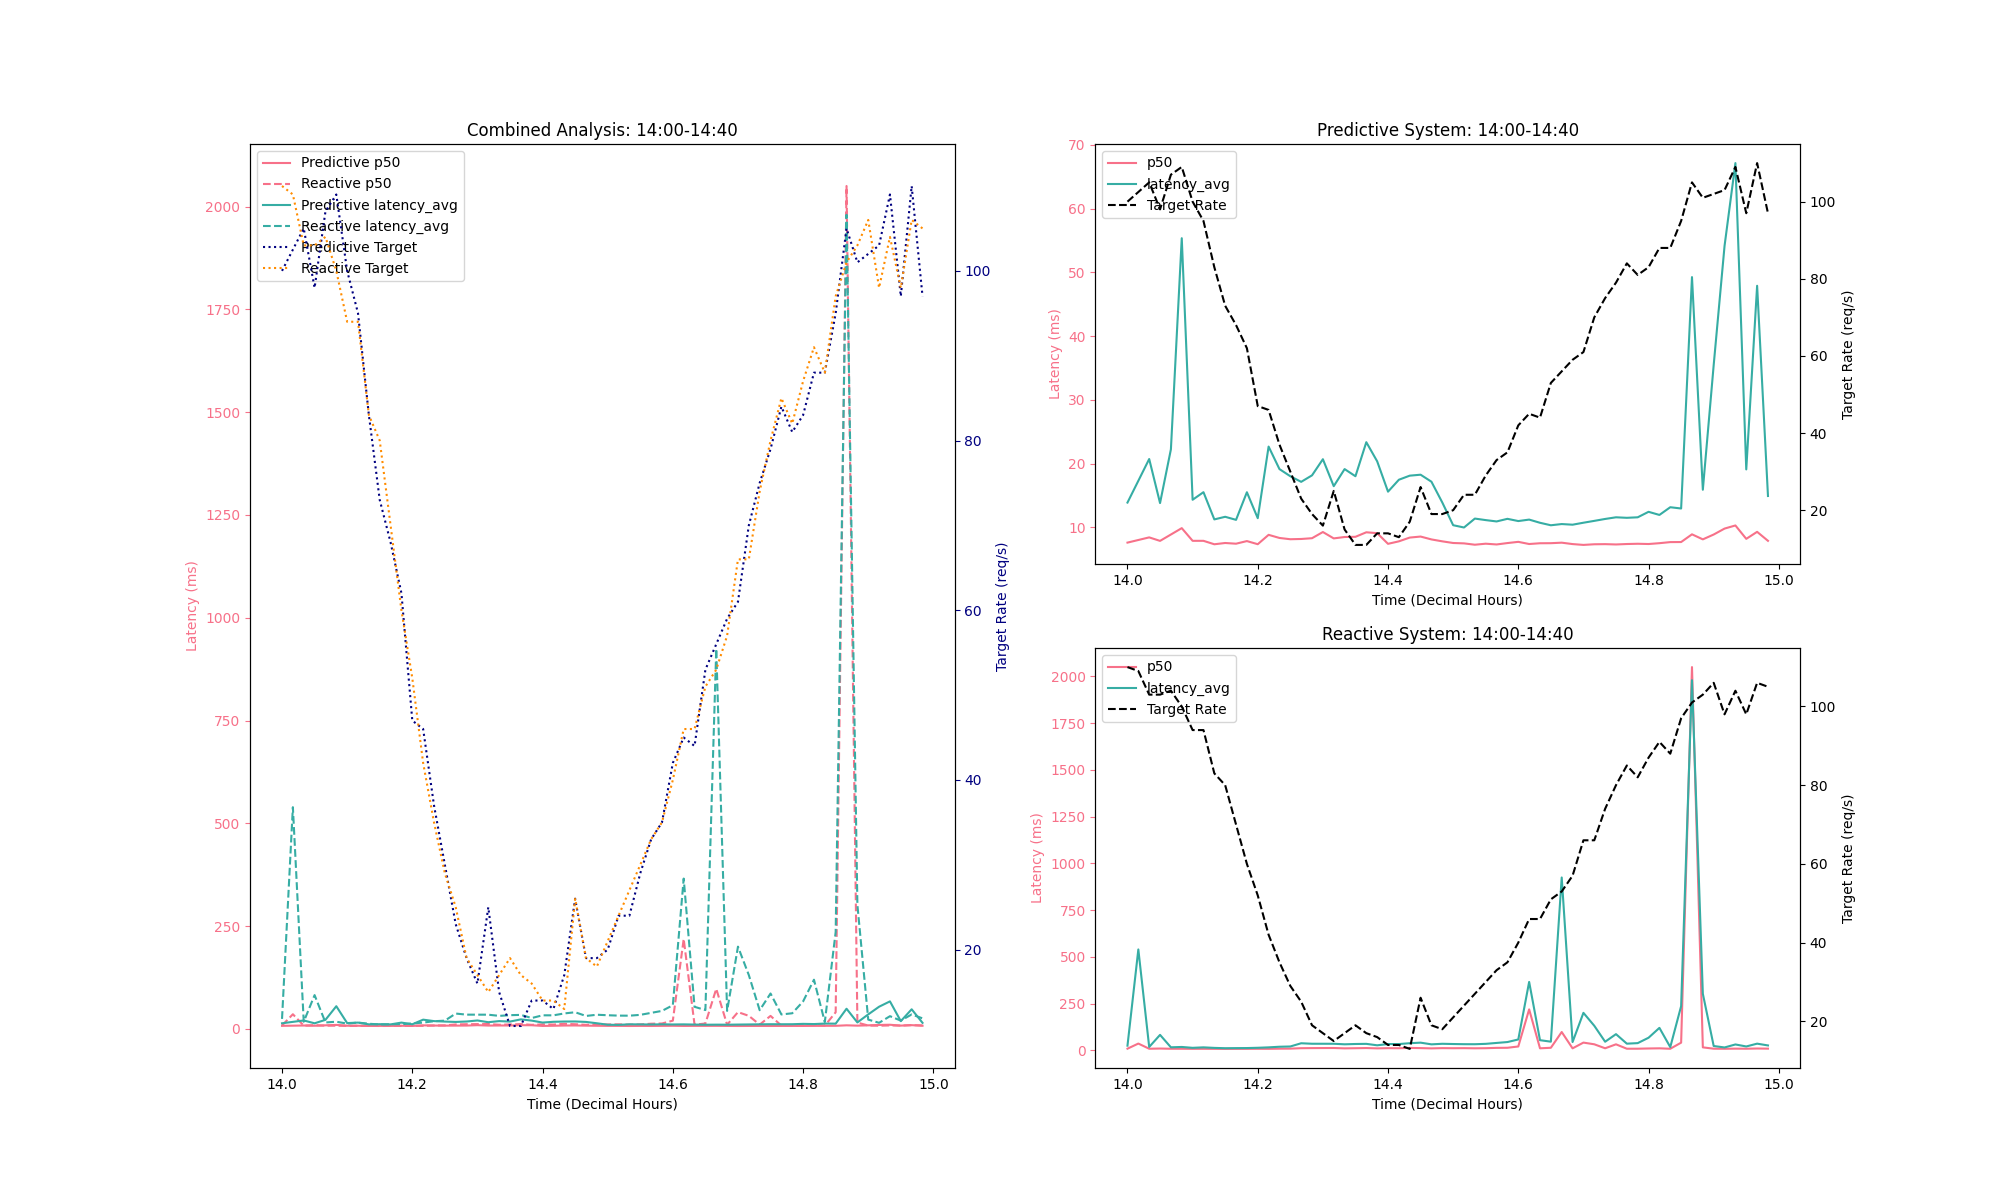 Combined Analysis: 14:00-14:40
Predictive p50
Reactive p50
Predictive latency_avg
Reactive latency_avg
Predictive Target
Reactive Target
Latency (ms)
2000
1750
1500
1250
1000
750
500
250
0
100
80
60
40
20
Target Rate (req/s)
14.0 14.2 14.4 14.6 14.8 15.0
Time (Decimal Hours)
Predictive System: 14:00-14:40
p50
latency_avg
Target Rate
Latency (ms)
70
60
50
40
30
20
10
100
80
60
40
20
Target Rate (req/s)
14.0 14.2 14.4 14.6 14.8 15.0
Time (Decimal Hours)
Reactive System: 14:00-14:40
p50
latency_avg
Target Rate
Latency (ms)
2000
1750
1500
1250
1000
750
500
250
0
100
80
60
40
20
Target Rate (req/s)
14.0 14.2 14.4 14.6 14.8 15.0
Time (Decimal Hours)